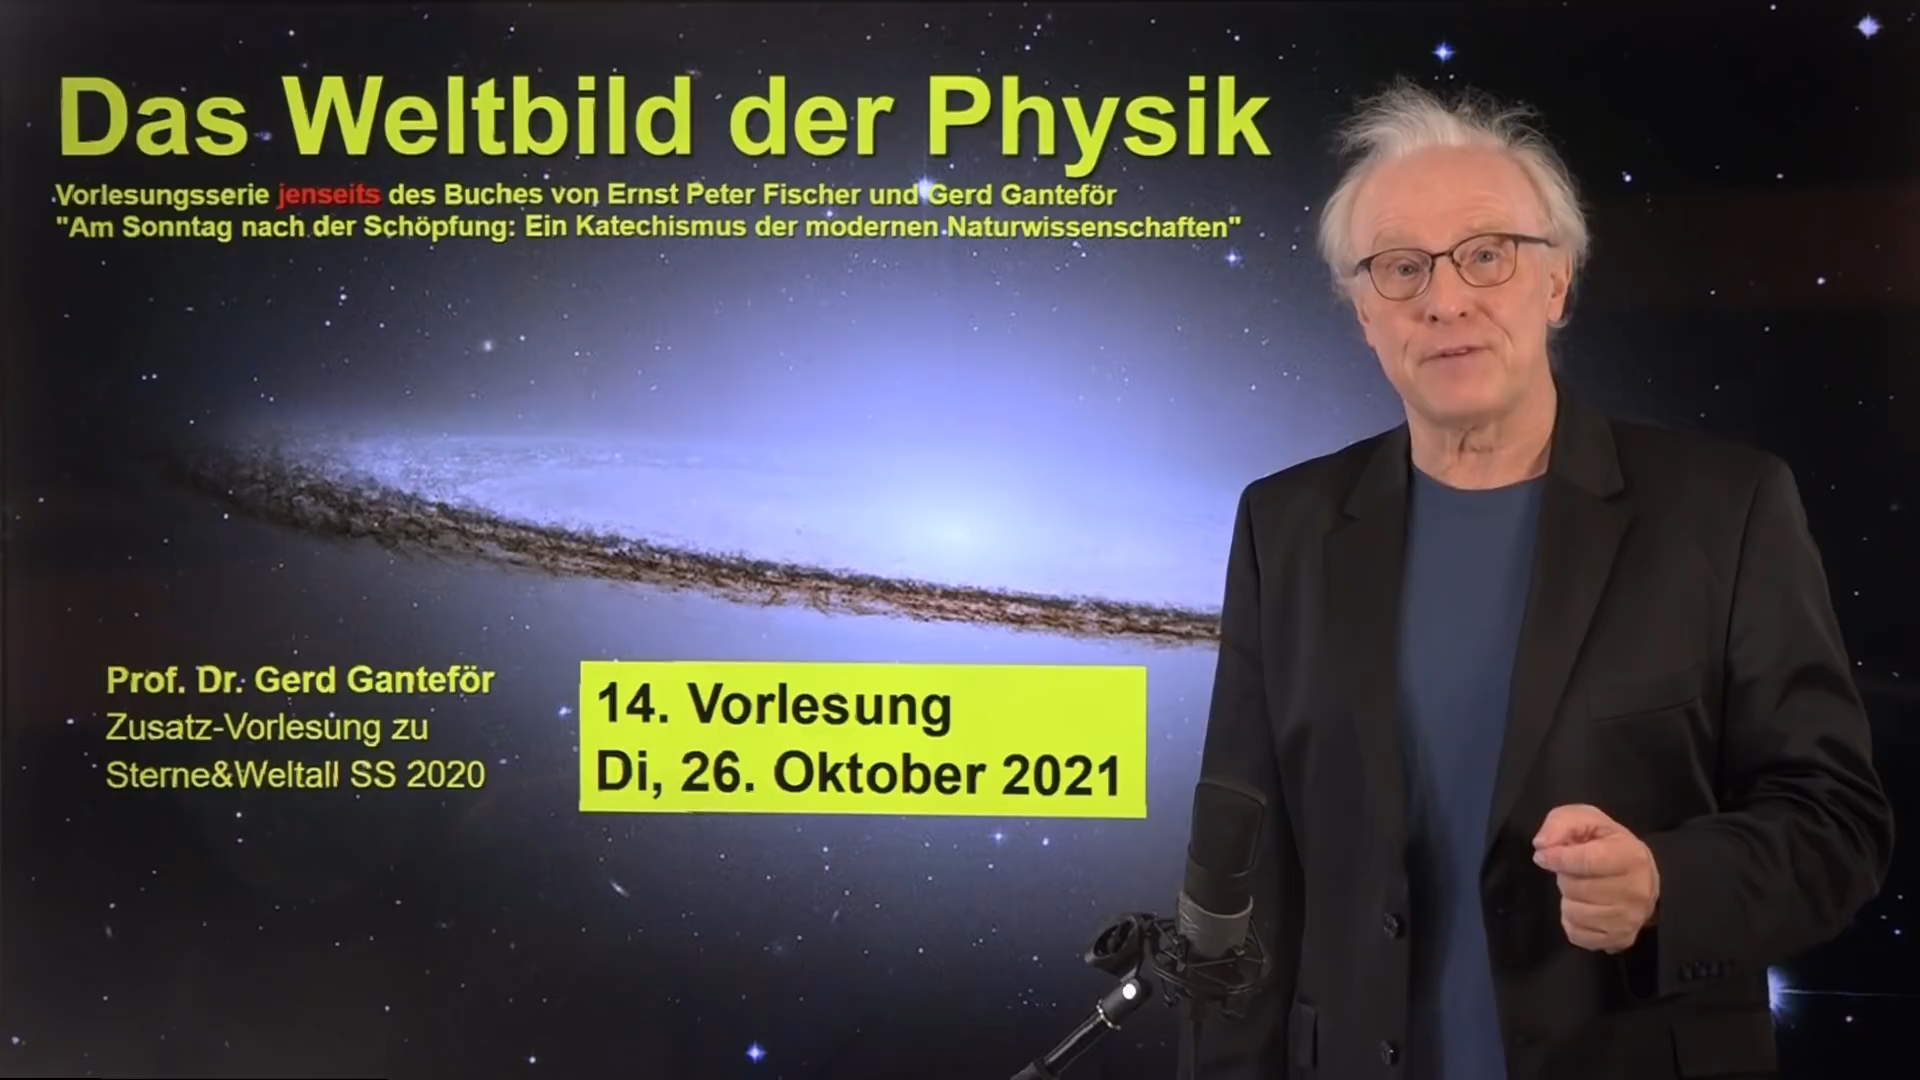 Das Weltbild der Physik
Vorlesungsserie jenseits des Buches von Ernst Peter Fischer und Gerd Ganteför
"Am Sonntag nach der Schöpfung: Ein Katechismus der modernen Naturwissenschaften"
Prof. Dr. Gerd Ganteför
Zusatz-Vorlesung zu
Sterne&Weltall SS 2020
14. Vorlesung
Di, 26. Oktober 2021